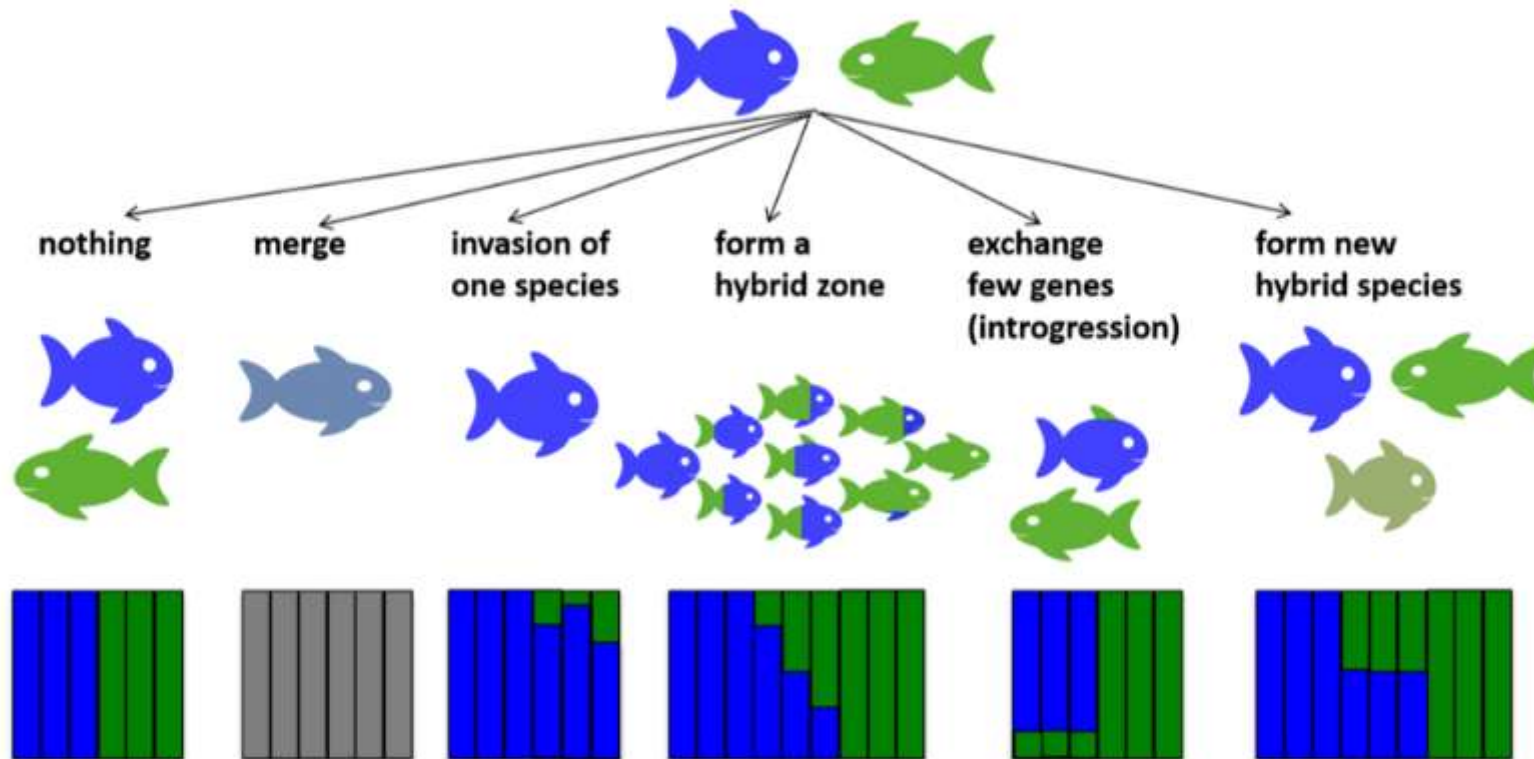 nothing
merge
invasion of
one species
form a
hybrid zone
exchange
few genes
(introgression)
form new
hybrid species